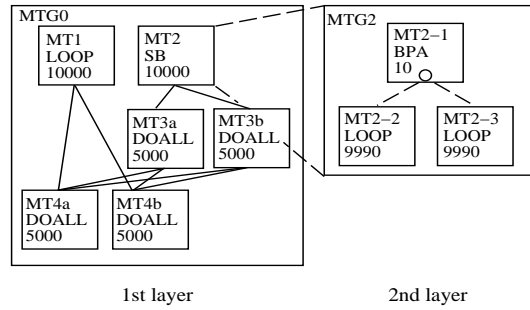 MTG0
MT1
LOOP
10000
MT2
SB
10000
MT3a
DOALL
5000
MT3b
DOALL
5000
MT4a
DOALL
5000
MT4b
DOALL
5000
1st layer
MTG2
MT2-1
BPA
10
MT2-2
LOOP
9990
MT2-3
LOOP
9990
2nd layer